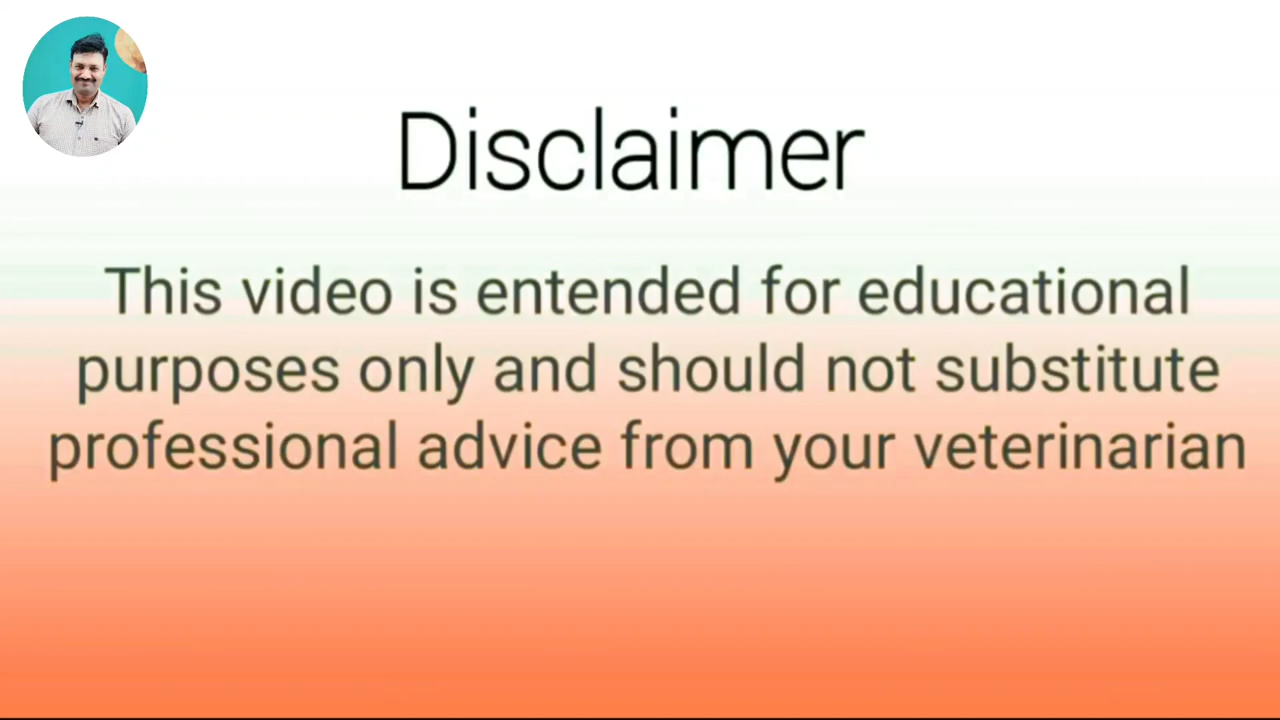 Disclaimer
This video is entended for educational
purposes only and should not substitute
professional advice from your veterinarian